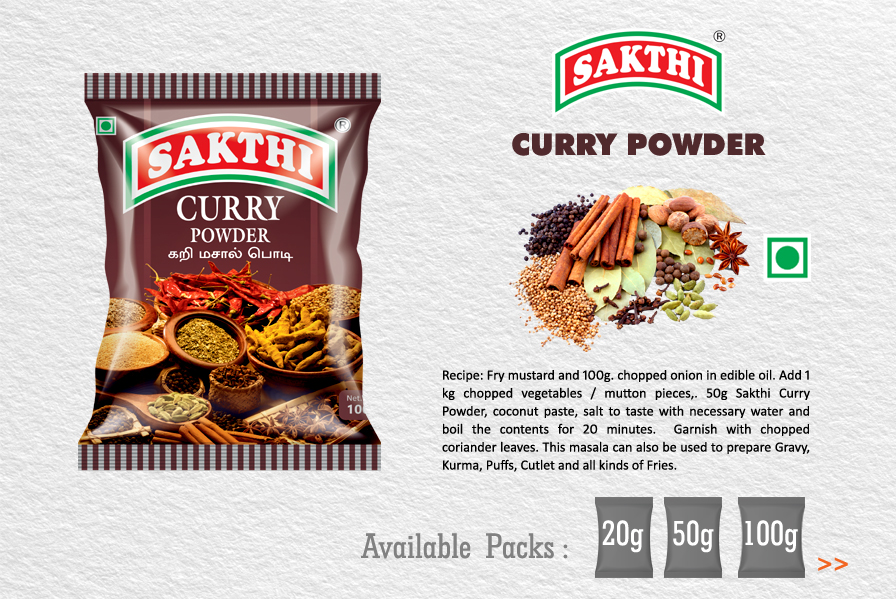 SAKTHI ®
CURRY POWDER
SAKTHI ®
CURRY
POWDER
கறி மசால் பொடி
Net.
10
Recipe: Fry mustard and 100g. chopped onion in edible oil. Add 1
kg chopped vegetables / mutton pieces,. 50g Sakthi Curry
Powder, coconut paste, salt to taste with necessary water and
boil the contents for 20 minutes. Garnish with chopped
coriander leaves. This masala can also be used to prepare Gravy,
Kurma, Puffs, Cutlet and all kinds of Fries.
Available Packs : 20g 50g 100g >>